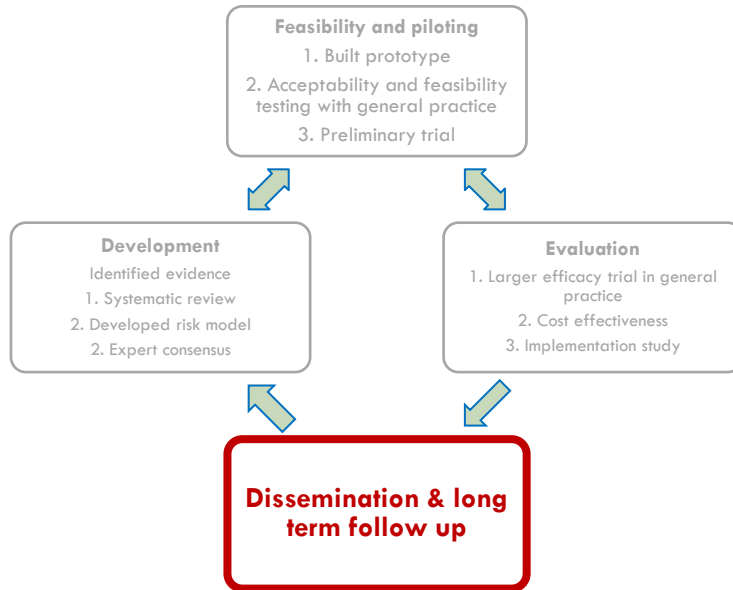 Feasibility and piloting
1. Built prototype
2. Acceptability and feasibility
testing with general practice
3. Preliminary trial
Development
Identified evidence
1. Systematic review
2. Developed risk model
2. Expert consensus
Evaluation
1. Larger efficacy trial in general
practice
2. Cost effectiveness
3. Implementation study
Dissemination & long
term follow up